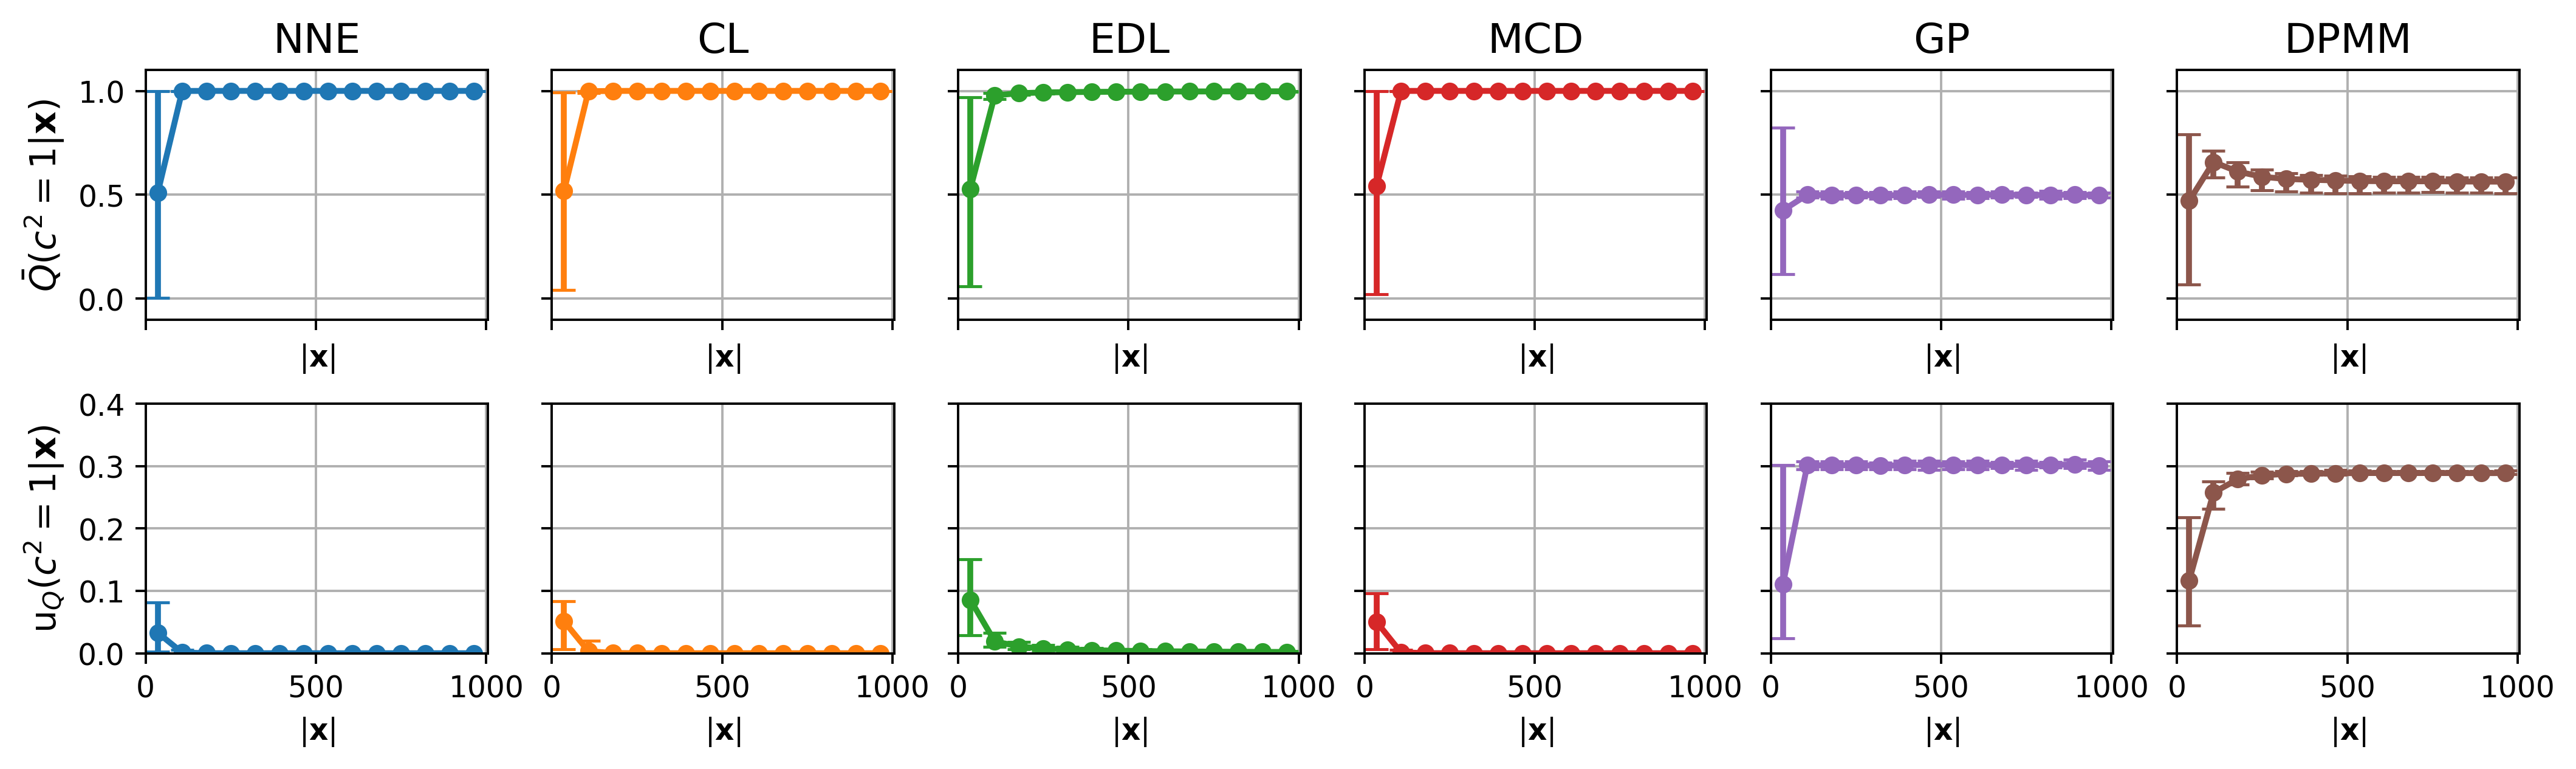 NNE CL EDL MCD GP DPMM
Q̄(c² = 1|x)
1.0
0.5
0.0
|x| |x| |x| |x| |x| |x|
u_Q(c² = 1|x)
0.4
0.3
0.2
0.1
0.0
0 500 1000 0 500 1000 0 500 1000 0 500 1000 0 500 1000 0 500 1000
|x| |x| |x| |x| |x| |x|